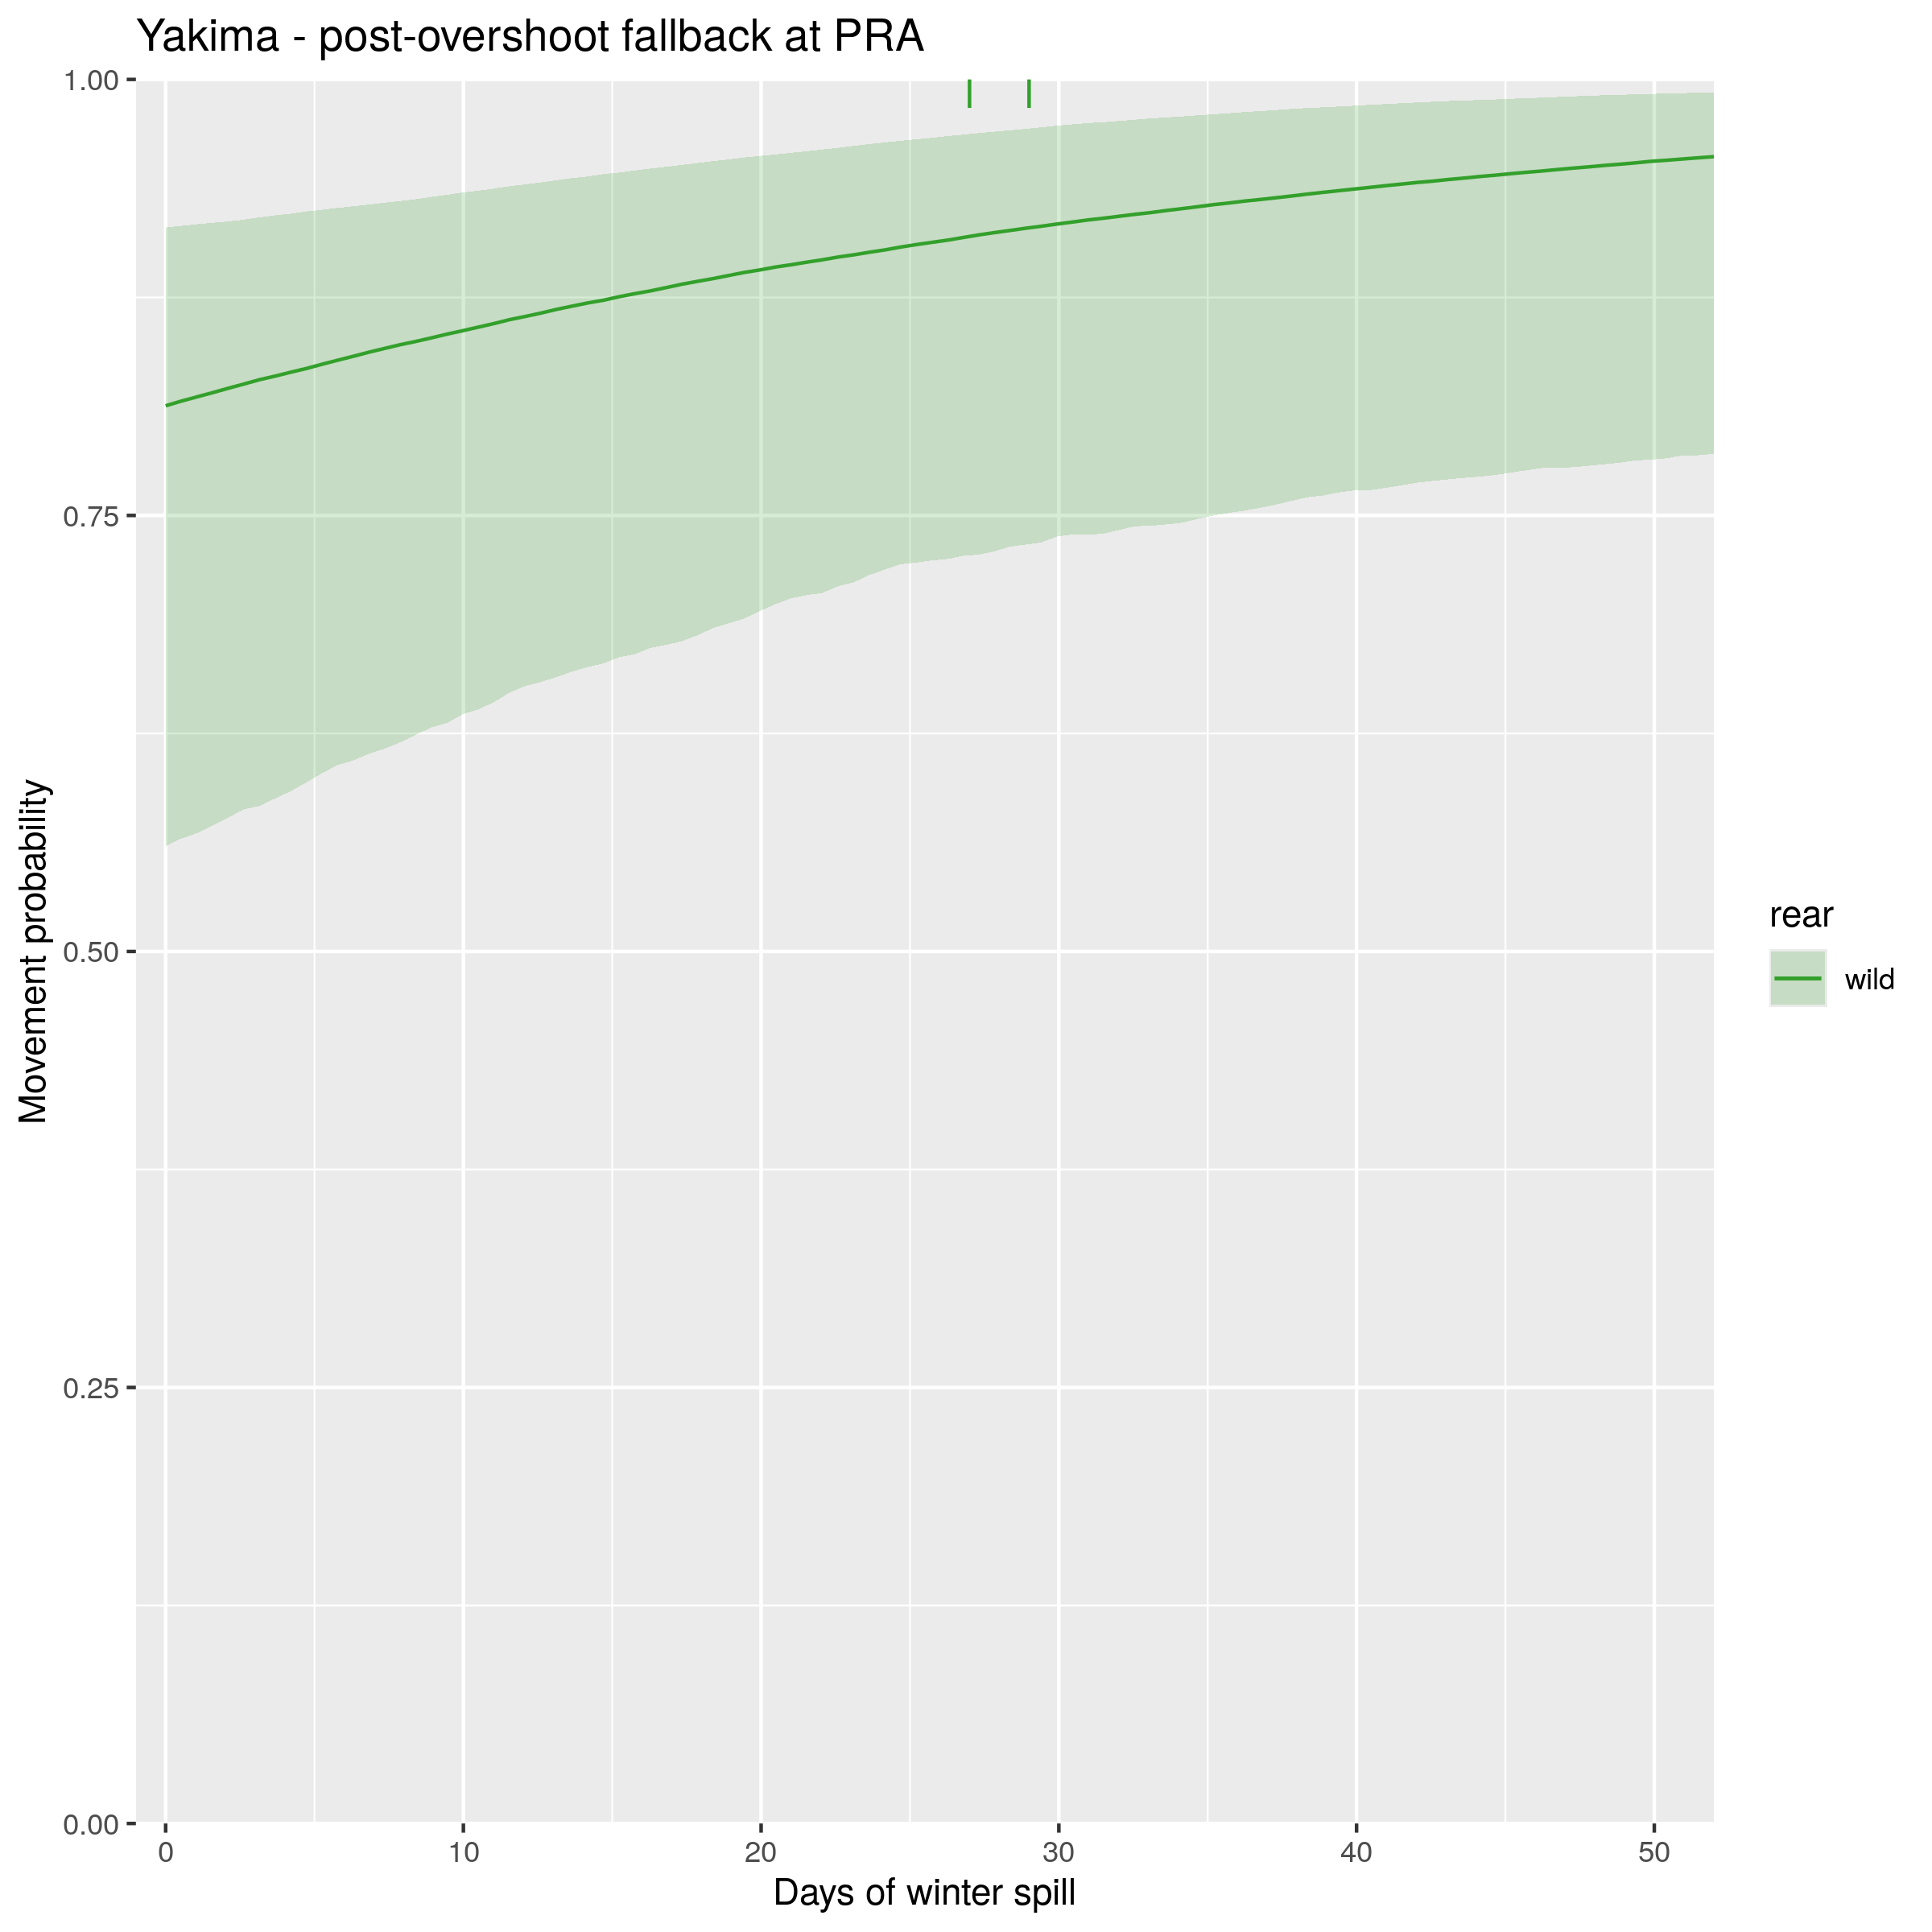 Yakima - post-overshoot fallback at PRA
Movement probability
1.00
0.75
0.50
0.25
0.00
0 10 20 30 40 50
Days of winter spill
rear
wild